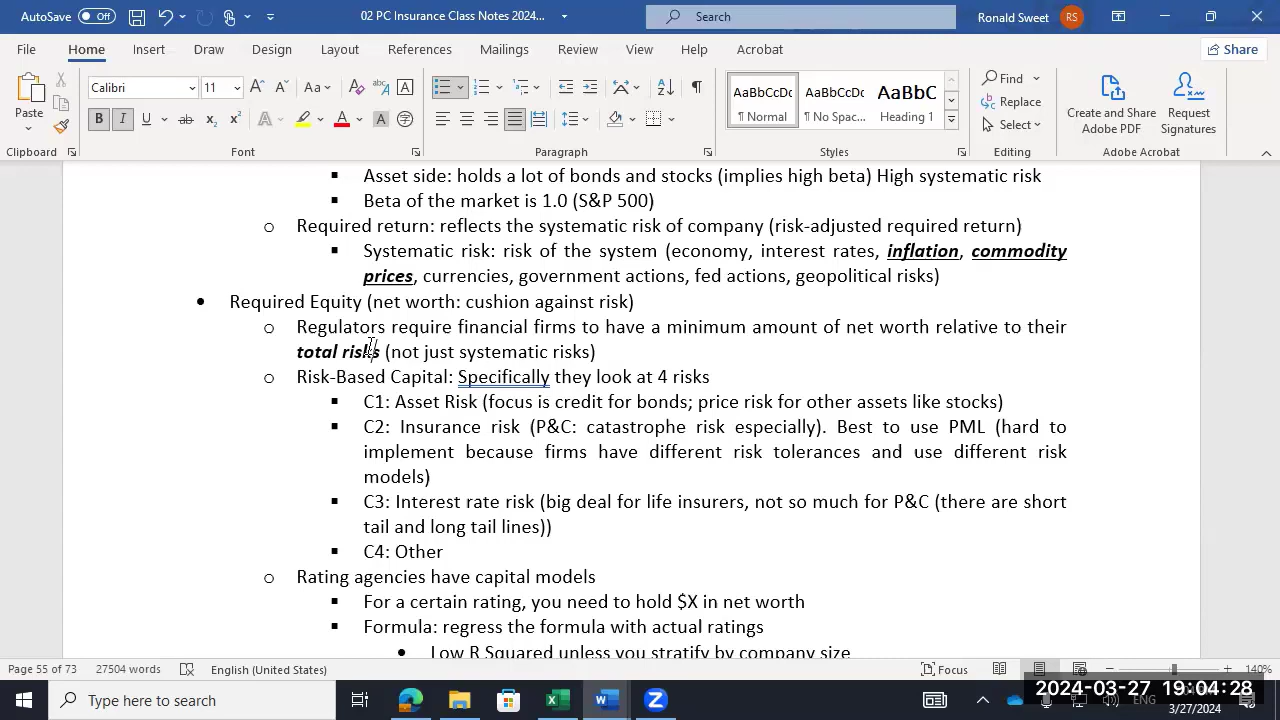 AutoSave Off 02 PC Insurance Class Notes 2024... Search Ronald Sweet RS
File Home Insert Draw Design Layout References Mailings Review View Help Acrobat Share
Paste Calibri 11 Aa A AaBbCcDc AaBbCcDc AaBbC Find Replace Select
¶ Normal ¶ No Spac... Heading 1 Create and Share Adobe PDF Request Signatures
Clipboard Font Paragraph Styles Editing Adobe Acrobat
▪ Asset side: holds a lot of bonds and stocks (implies high beta) High systematic risk
▪ Beta of the market is 1.0 (S&P 500)
o Required return: reflects the systematic risk of company (risk-adjusted required return)
▪ Systematic risk: risk of the system (economy, interest rates, inflation, commodity
prices, currencies, government actions, fed actions, geopolitical risks)
• Required Equity (net worth: cushion against risk)
o Regulators require financial firms to have a minimum amount of net worth relative to their
total risks (not just systematic risks)
o Risk-Based Capital: Specifically they look at 4 risks
▪ C1: Asset Risk (focus is credit for bonds; price risk for other assets like stocks)
▪ C2: Insurance risk (P&C: catastrophe risk especially). Best to use PML (hard to
implement because firms have different risk tolerances and use different risk
models)
▪ C3: Interest rate risk (big deal for life insurers, not so much for P&C (there are short
tail and long tail lines))
▪ C4: Other
o Rating agencies have capital models
▪ For a certain rating, you need to hold $X in net worth
▪ Formula: regress the formula with actual ratings
• Low R Squared unless you stratify by company size
Page 55 of 73 27504 words English (United States) Focus 140%
Type here to search ENG 2024-03-27 19:04:28
3/27/2024